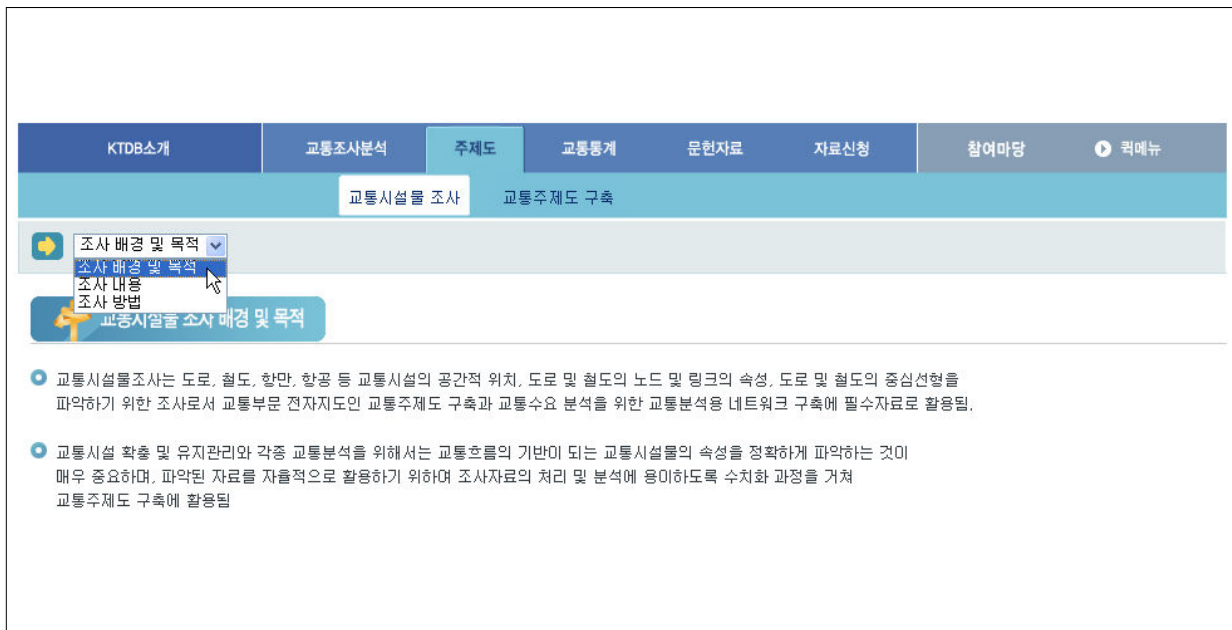 KTDB소개 교통조사분석 주제도 교통통계 문헌자료 자료신청 참여마당 퀵메뉴
교통시설물 조사 교통주제도 구축
조사 배경 및 목적
조사 배경 및 목적
조사 내용
조사 방법
교통시설물 조사 배경 및 목적
교통시설물조사는 도로, 철도, 항만, 항공 등 교통시설의 공간적 위치, 도로 및 철도의 노드 및 링크의 속성, 도로 및 철도의 중심선형을
파악하기 위한 조사로서 교통부문 전자지도인 교통주제도 구축과 교통수요 분석을 위한 교통분석용 네트워크 구축에 필수자료로 활용됨.
교통시설 확충 및 유지관리와 각종 교통분석을 위해서는 교통흐름의 기반이 되는 교통시설물의 속성을 정확하게 파악하는 것이
매우 중요하며, 파악된 자료를 자율적으로 활용하기 위하여 조사자료의 처리 및 분석에 용이하도록 수치화 과정을 거쳐
교통주제도 구축에 활용됨